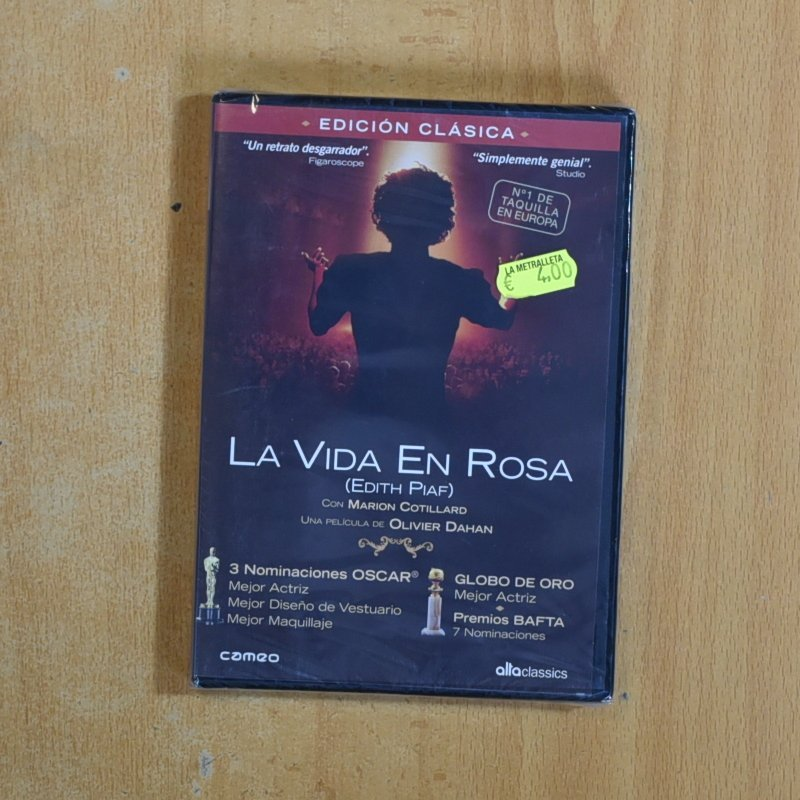 EDICIÓN CLÁSICA
"Un retrato desgarrador".
Figaroscope
"Simplemente genial".
Studio
Nº1 DE
TAQUILLA
EN EUROPA
LA METRALLETA
€ 4,00
LA VIDA EN ROSA
(EDITH PIAF)
CON MARION COTILLARD
UNA PELÍCULA DE OLIVIER DAHAN
3 Nominaciones OSCAR®
Mejor Actriz
Mejor Diseño de Vestuario
Mejor Maquillaje
GLOBO DE ORO
Mejor Actriz
Premios BAFTA
7 Nominaciones
cameo
altaclassics